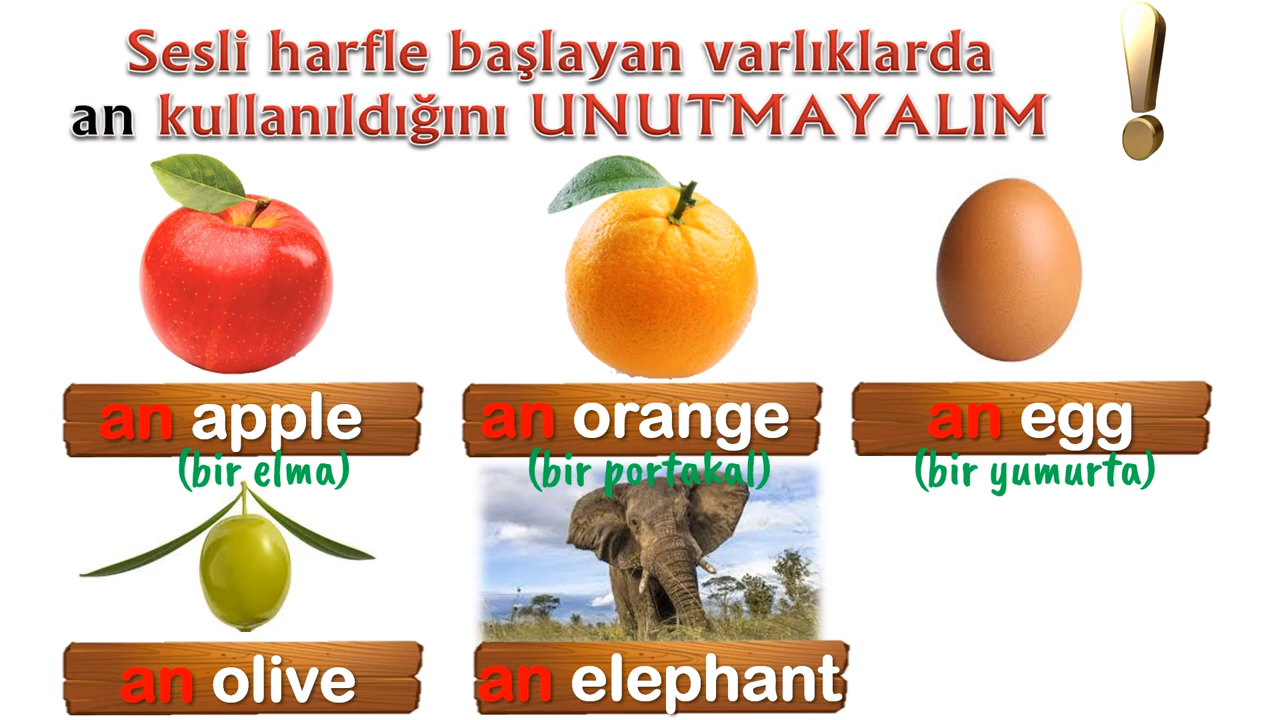 Sesli harfle başlayan varlıklarda
an kullanıldığını UNUTMAYALIM
!
an apple
(bir elma)
an orange
(bir portakal)
an egg
(bir yumurta)
an olive
an elephant